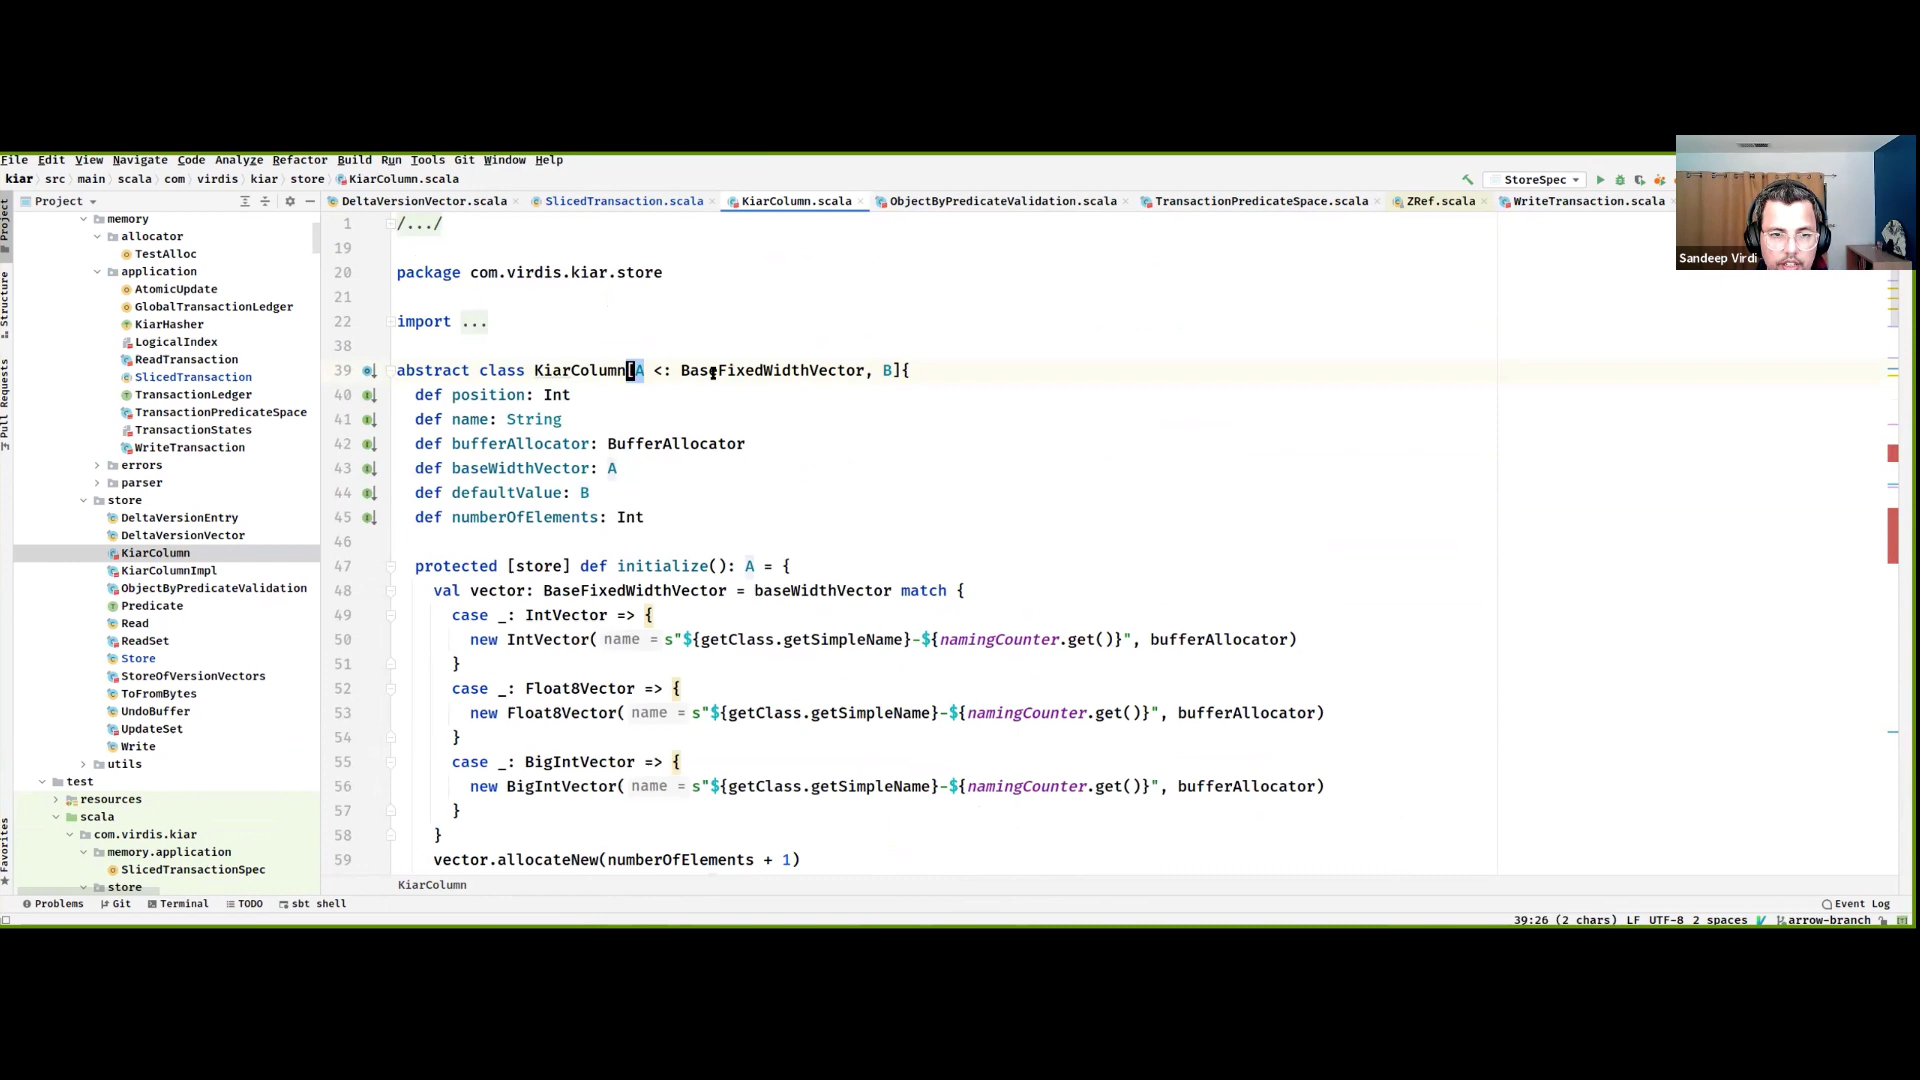 File Edit View Navigate Code Analyze Refactor Build Run Tools Git Window Help
kiar src main scala com virdis kiar store KiarColumn.scala
StoreSpec
Project
DeltaVersionVector.scala SlicedTransaction.scala KiarColumn.scala ObjectByPredicateValidation.scala TransactionPredicateSpace.scala ZRef.scala WriteTransaction.scala
Project
Structure
Pull Requests
Favorites
memory
allocator
TestAlloc
application
AtomicUpdate
GlobalTransactionLedger
KiarHasher
LogicalIndex
ReadTransaction
SlicedTransaction
TransactionLedger
TransactionPredicateSpace
TransactionStates
WriteTransaction
errors
parser
store
DeltaVersionEntry
DeltaVersionVector
KiarColumn
KiarColumnImpl
ObjectByPredicateValidation
Predicate
Read
ReadSet
Store
StoreOfVersionVectors
ToFromBytes
UndoBuffer
UpdateSet
Write
utils
test
resources
scala
com.virdis.kiar
memory.application
SlicedTransactionSpec
store
1 /.../
19
20 package com.virdis.kiar.store
21
22 import ...
38
39 abstract class KiarColumn[A <: BaseFixedWidthVector, B]{
40 def position: Int
41 def name: String
42 def bufferAllocator: BufferAllocator
43 def baseWidthVector: A
44 def defaultValue: B
45 def numberOfElements: Int
46
47 protected [store] def initialize(): A = {
48 val vector: BaseFixedWidthVector = baseWidthVector match {
49 case _: IntVector => {
50 new IntVector( name = s"${getClass.getSimpleName}-${namingCounter.get()}", bufferAllocator)
51 }
52 case _: Float8Vector => {
53 new Float8Vector( name = s"${getClass.getSimpleName}-${namingCounter.get()}", bufferAllocator)
54 }
55 case _: BigIntVector => {
56 new BigIntVector( name = s"${getClass.getSimpleName}-${namingCounter.get()}", bufferAllocator)
57 }
58 }
59 vector.allocateNew(numberOfElements + 1)
KiarColumn
Sandeep Virdi
Problems Git Terminal TODO sbt shell Event Log
39:26 (2 chars) LF UTF-8 2 spaces arrow-branch